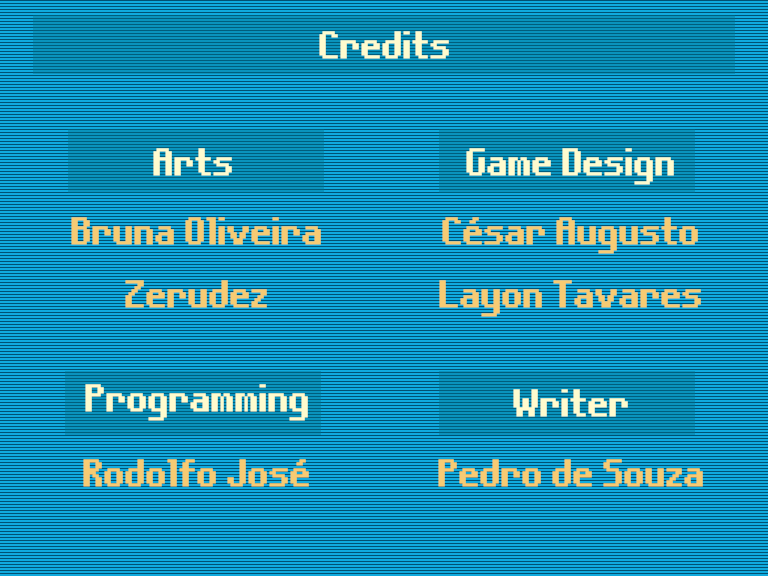 Credits
Arts
Bruna Oliveira
Zerudez
Game Design
César Augusto
Layon Tavares
Programming
Rodolfo José
Writer
Pedro de Souza